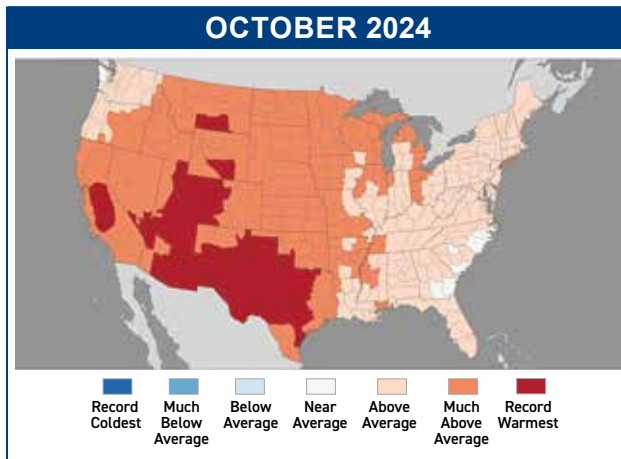 OCTOBER 2024
Record
Coldest
Much
Below
Average
Below
Average
Near
Average
Above
Average
Much
Above
Average
Record
Warmest